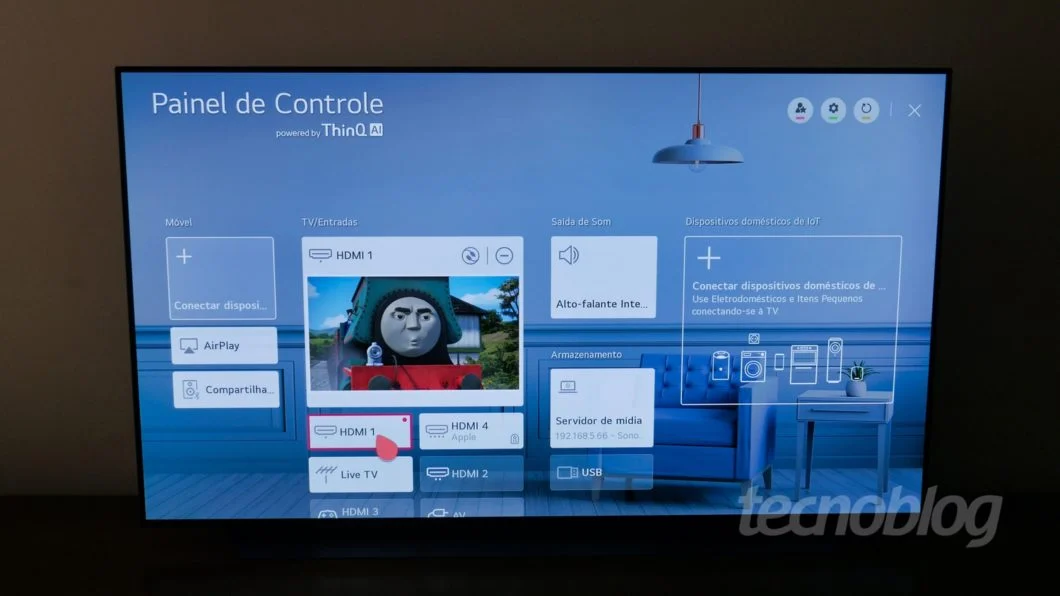 Painel de Controle
powered by ThinQ AI
Móvel
Conectar disposi...
AirPlay
Compartilha...
TV/Entradas
HDMI 1
HDMI 1
HDMI 4
Apple
Live TV
HDMI 2
HDMI 3
AV
Saída de Som
Alto-falante Inte...
Armazenamento
Servidor de mídia
192.168.5.66 - Sono...
USB
Dispositivos domésticos de IoT
Conectar dispositivos domésticos de ...
Use Eletrodomésticos e Itens Pequenos
conectando-se à TV.
tecnoblog